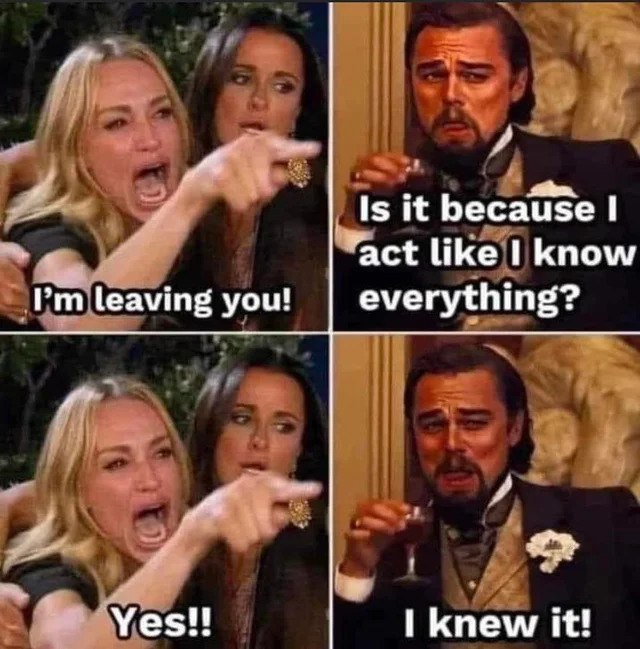 I'm leaving you!
Is it because I
act like I know
everything?
Yes!!
I knew it!